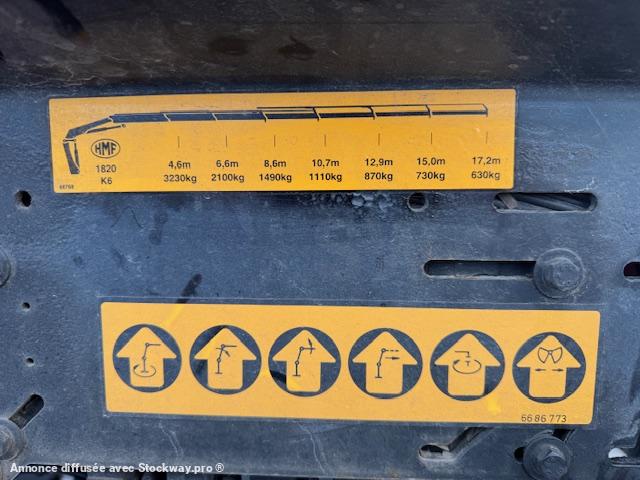 HMF
1820
K6
4,6m 6,6m 8,6m 10,7m 12,9m 15,0m 17,2m
3230kg 2100kg 1490kg 1110kg 870kg 730kg 630kg
6686773
Annonce diffusée avec Stockway.pro®